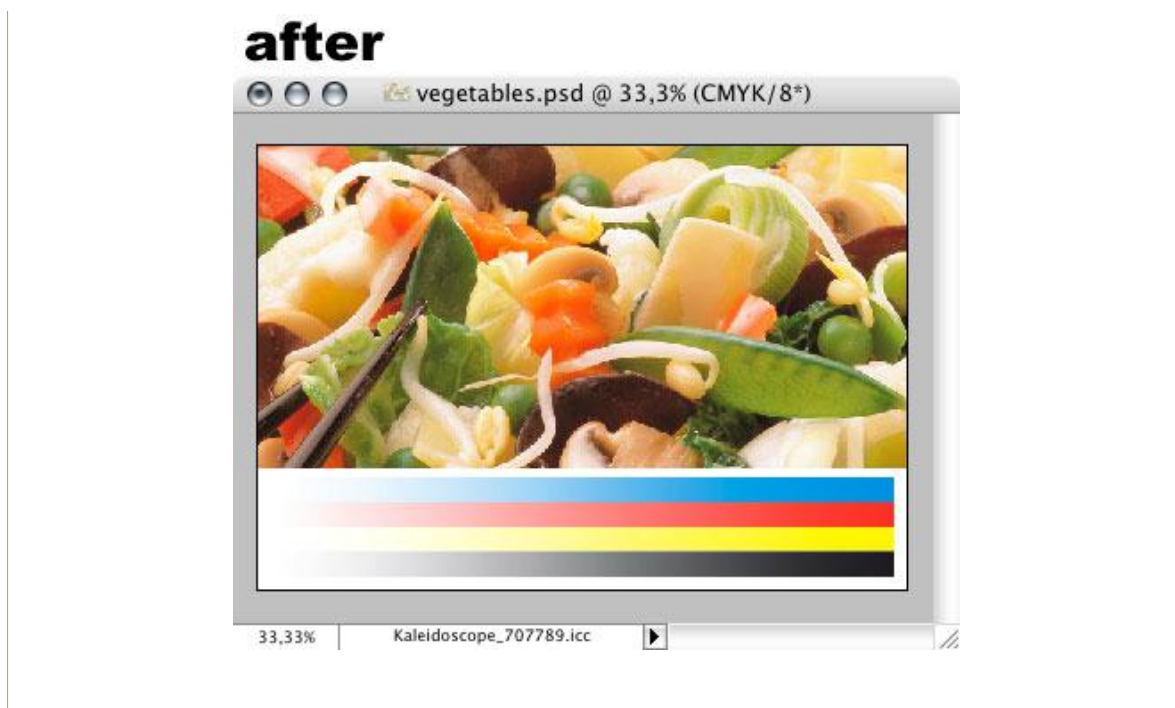 after
vegetables.psd @ 33,3% (CMYK/8*)
33,33% Kaleidoscope_707789.icc